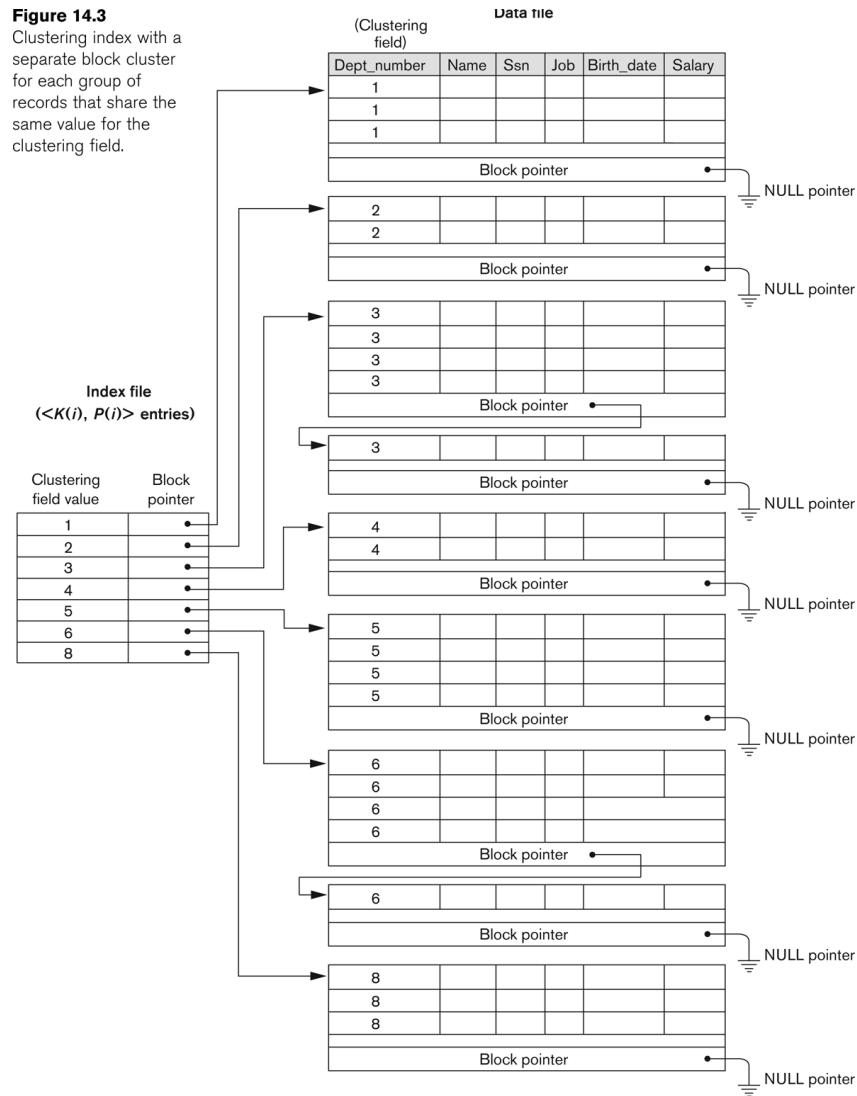 Figure 14.3
Clustering index with a
separate block cluster
for each group of
records that share the
same value for the
clustering field.
Data file
(Clustering
field)
Dept_number Name Ssn Job Birth_date Salary
1
1
1
Block pointer
NULL pointer
2
2
Block pointer
NULL pointer
3
3
3
3
Block pointer
3
Block pointer
NULL pointer
4
4
Block pointer
NULL pointer
5
5
5
5
Block pointer
NULL pointer
6
6
6
6
Block pointer
6
Block pointer
NULL pointer
8
8
8
Block pointer
NULL pointer
Index file
(<K(i), P(i)> entries)
Clustering
field value
Block
pointer
1
2
3
4
5
6
8